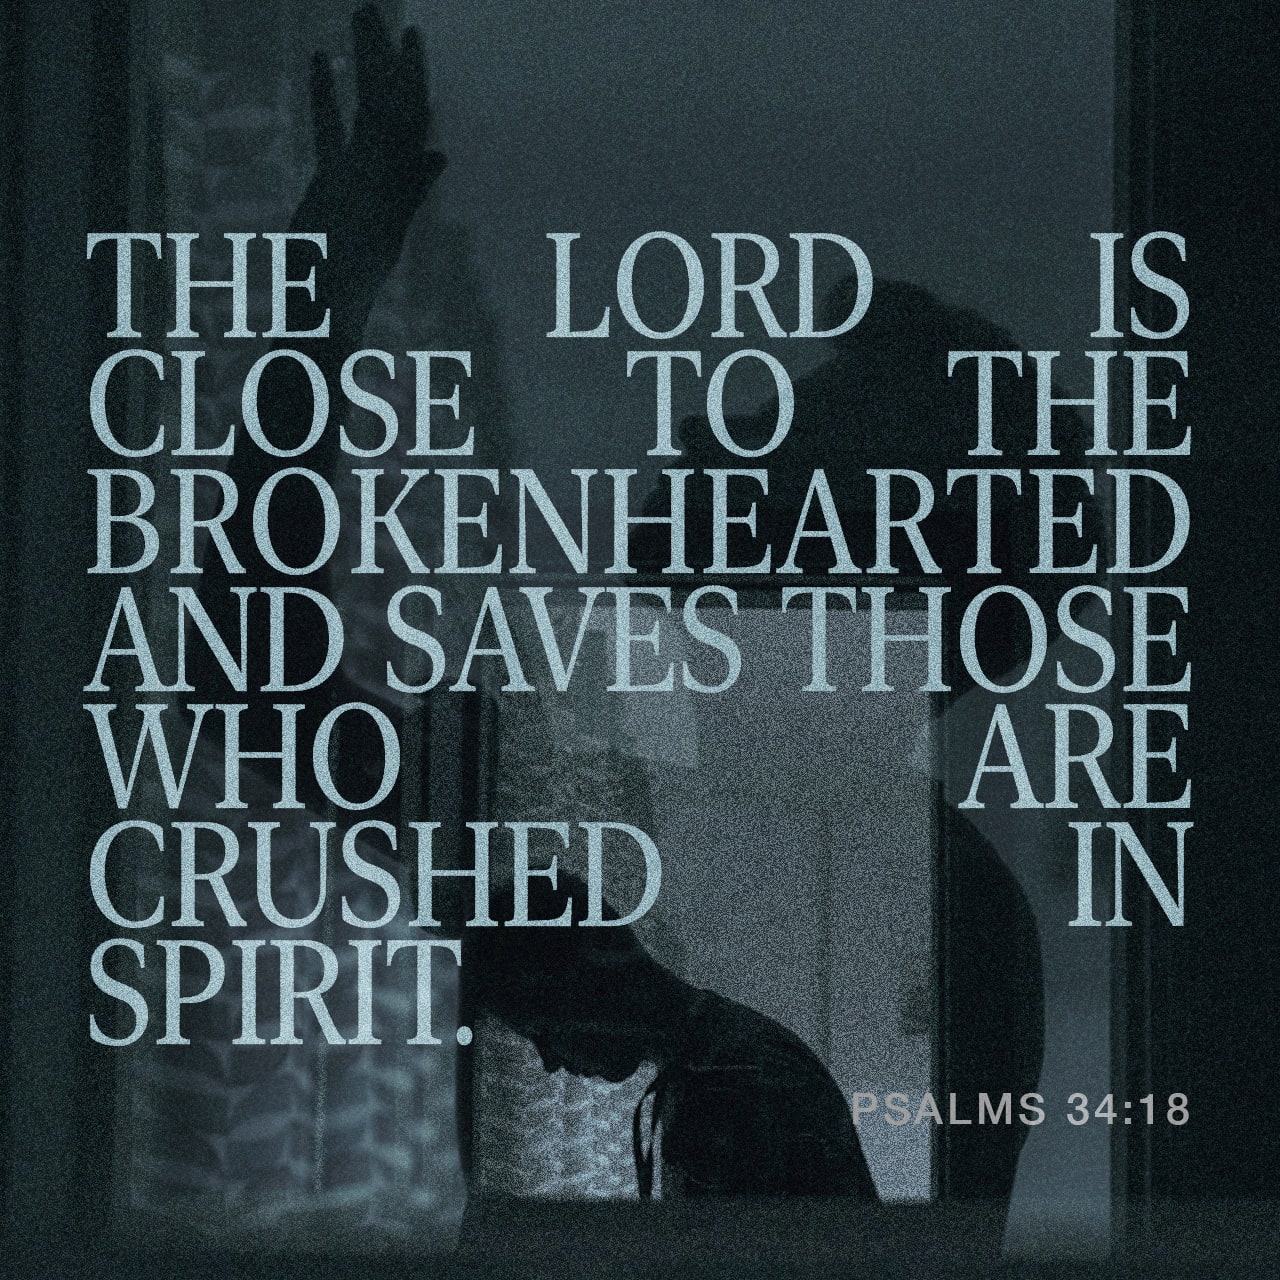 THE LORD IS
CLOSE TO THE
BROKENHEARTED
AND SAVES THOSE
WHO ARE
CRUSHED IN
SPIRIT.
PSALMS 34:18